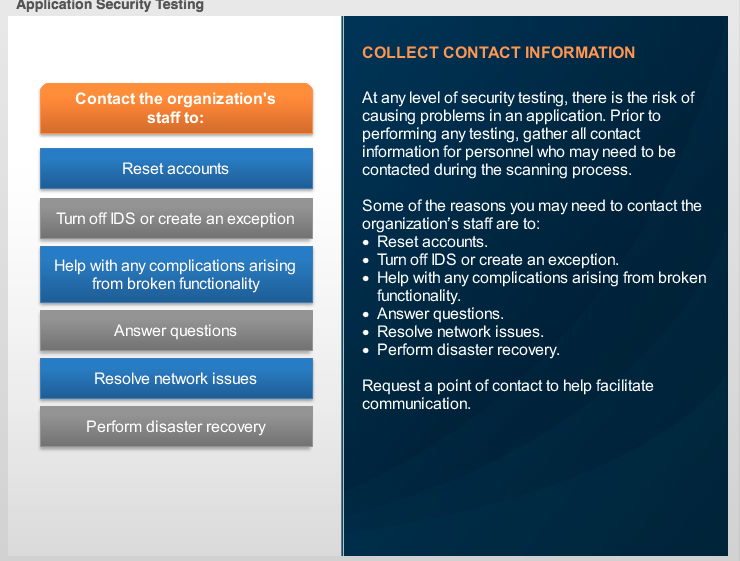 Application Security Testing
Contact the organization's
staff to:
Reset accounts
Turn off IDS or create an exception
Help with any complications arising
from broken functionality
Answer questions
Resolve network issues
Perform disaster recovery
COLLECT CONTACT INFORMATION
At any level of security testing, there is the risk of
causing problems in an application. Prior to
performing any testing, gather all contact
information for personnel who may need to be
contacted during the scanning process.
Some of the reasons you may need to contact the
organization's staff are to:
• Reset accounts.
• Turn off IDS or create an exception.
• Help with any complications arising from broken
functionality.
• Answer questions.
• Resolve network issues.
• Perform disaster recovery.
Request a point of contact to help facilitate
communication.